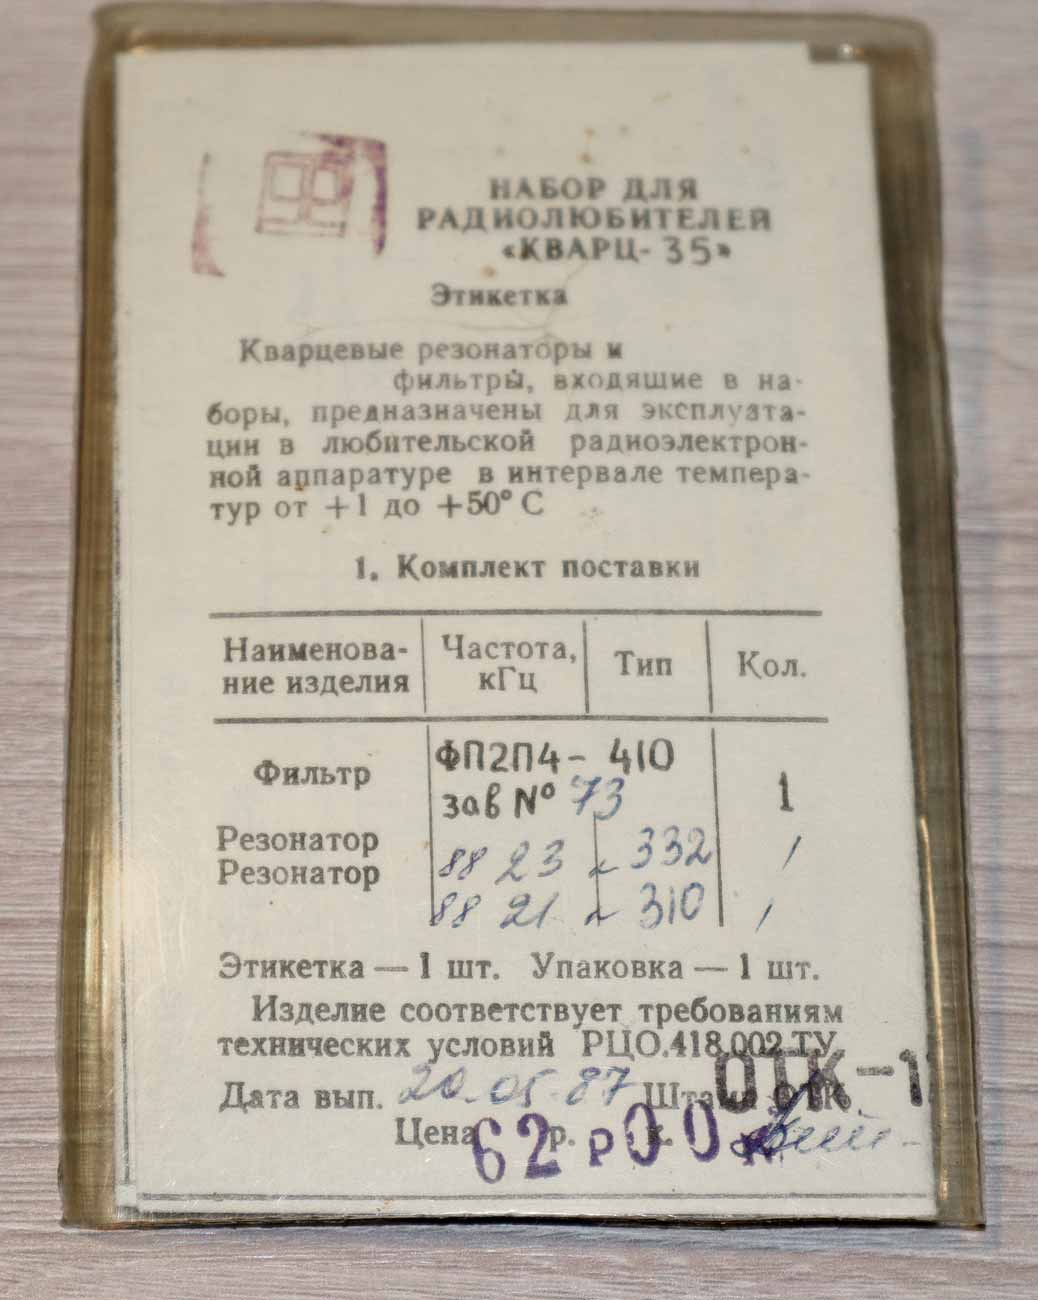 НАБОР ДЛЯ
РАДИОЛЮБИТЕЛЕЙ
«КВАРЦ-35»
Этикетка
Кварцевые резонаторы и
фильтры, входящие в на-
боры, предназначены для эксплуата-
ции в любительской радиоэлектрон-
ной аппаратуре в интервале темпера-
тур от +1 до +50° С
1. Комплект поставки
Наименова- Частота, Тип Кол.
ние изделия кГц
Фильтр ФП2П4- 410 1
зав № 73
Резонатор 8823 ~ 332 1
Резонатор 8821 ~ 310 1
Этикетка — 1 шт. Упаковка — 1 шт.
Изделие соответствует требованиям
технических условий РЦО.418.002 ТУ
Дата вып. 20.05.87 Штамп ОТК ОТК-1
Цена 62 р. 00 к.